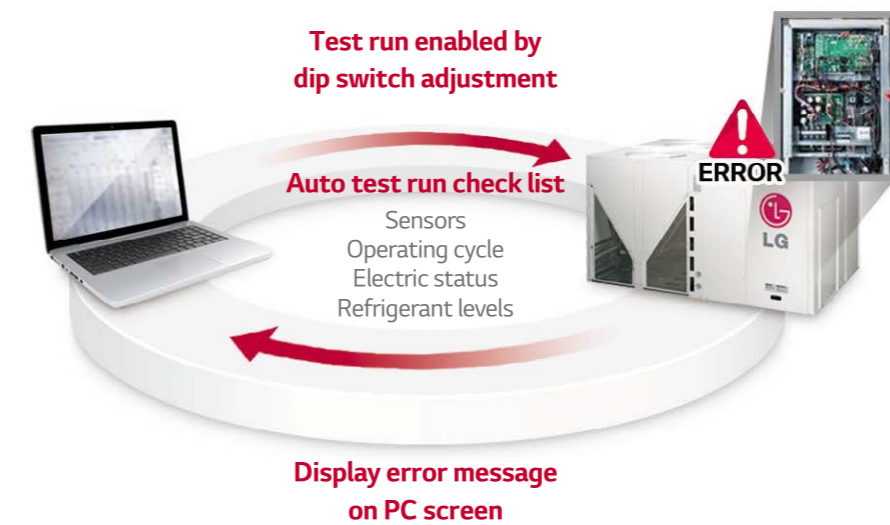 Test run enabled by
dip switch adjustment
ERROR
Auto test run check list
Sensors
Operating cycle
Electric status
Refrigerant levels
LG
Display error message
on PC screen